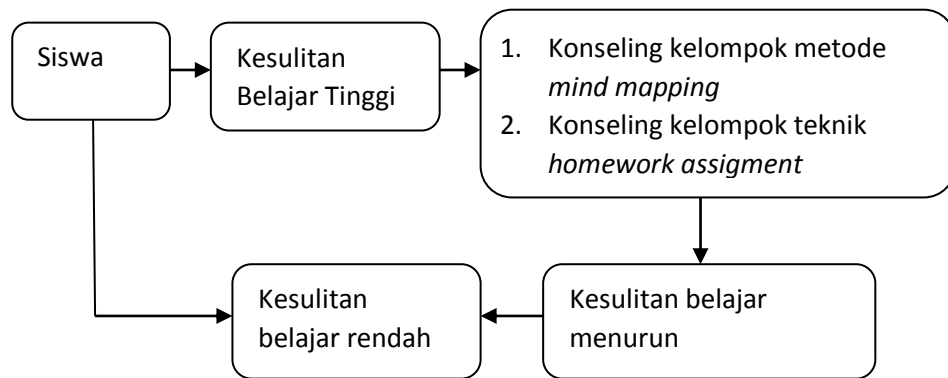 Siswa
Kesulitan
Belajar Tinggi
1. Konseling kelompok metode
mind mapping
2. Konseling kelompok teknik
homework assigment
Kesulitan
belajar rendah
Kesulitan belajar
menurun